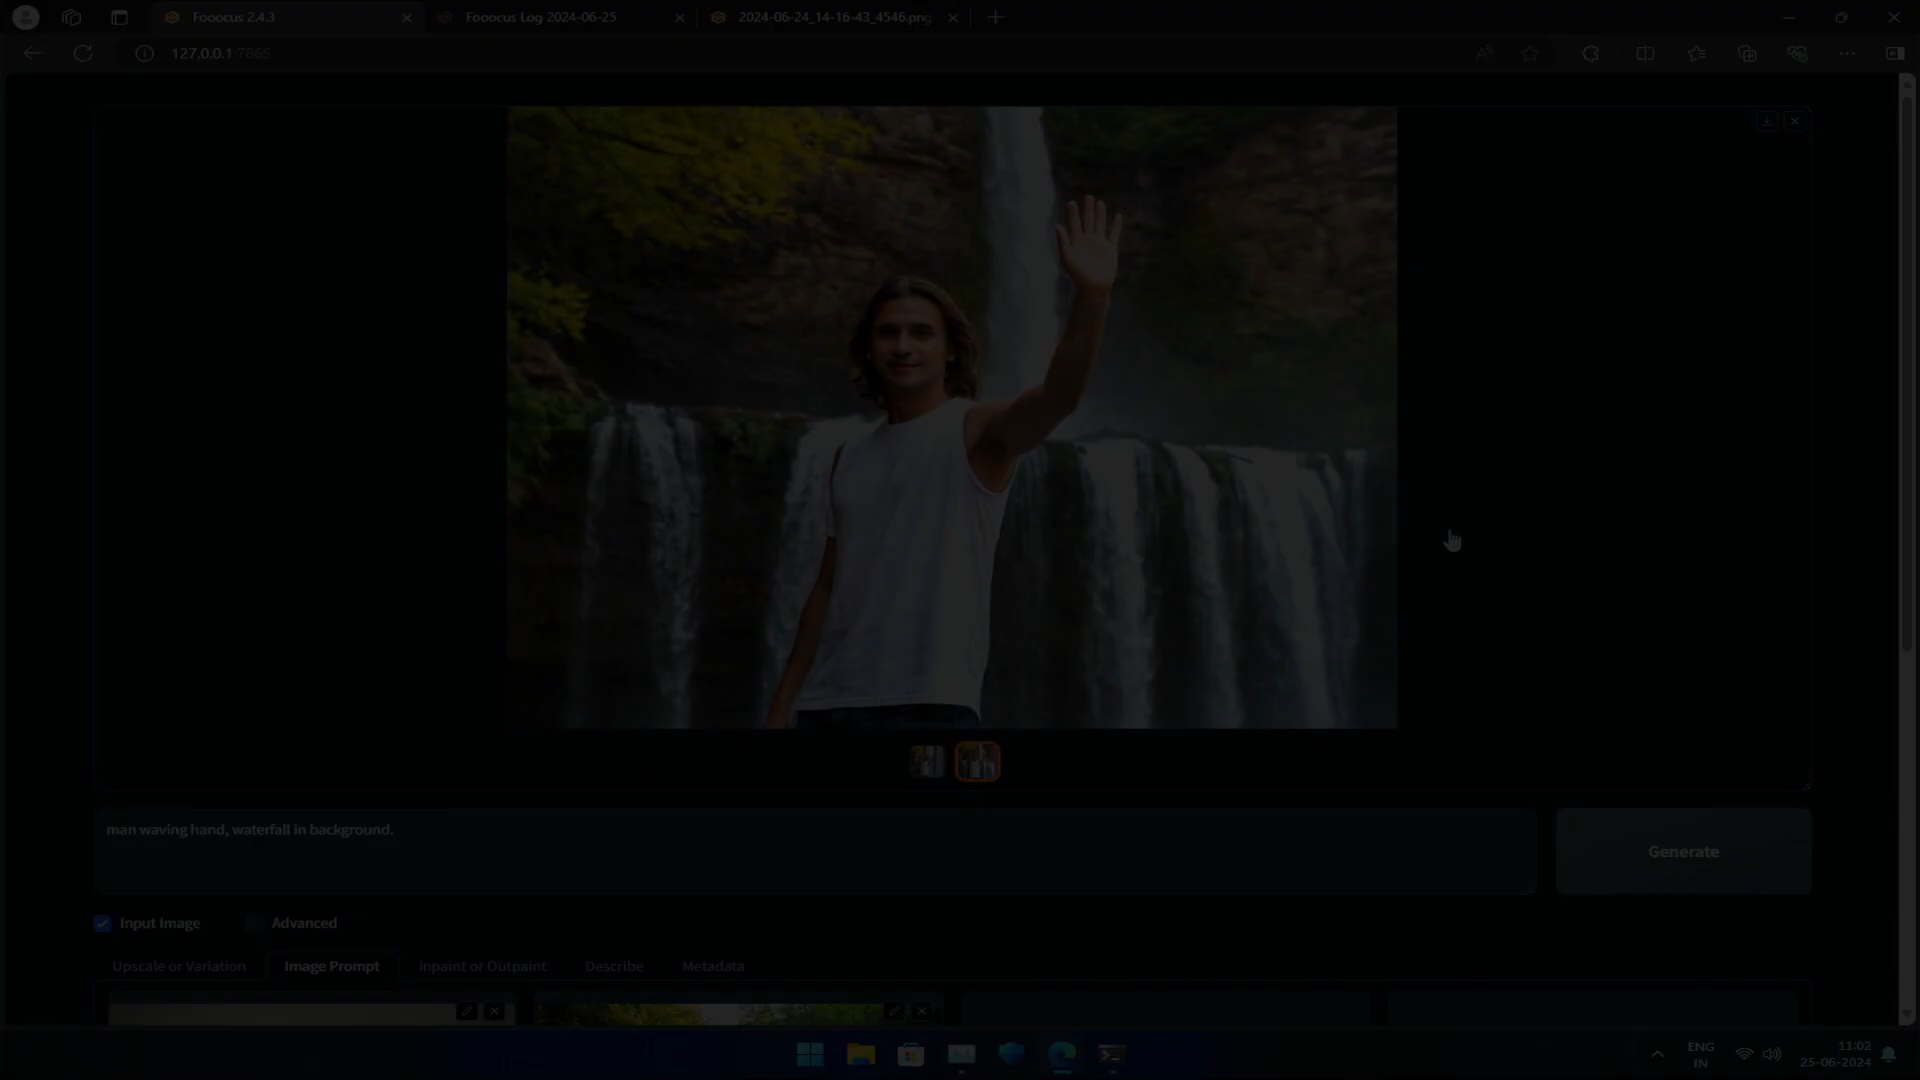 Fooocus 2.4.3
Fooocus Log 2024-06-25
2024-06-24_14-16-43_4546.png
127.0.0.1:7865
man waving hand, waterfall in background.
Generate
Input Image
Advanced
Upscale or Variation
Image Prompt
Inpaint or Outpaint
Describe
Metadata
ENG
IN
11:02
25-06-2024